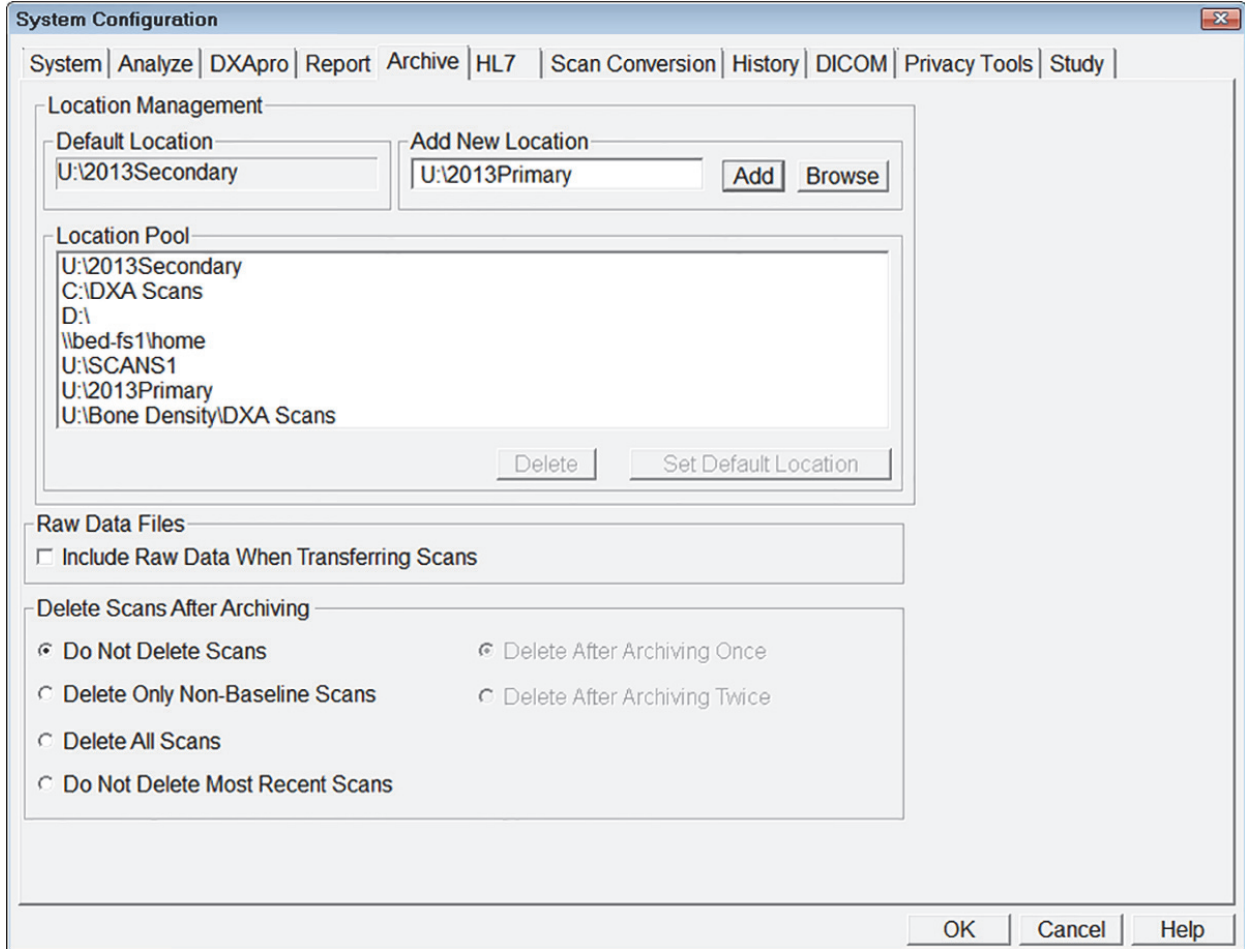 System Configuration
System Analyze DXApro Report Archive HL7 Scan Conversion History DICOM Privacy Tools Study
Location Management
Default Location
U:\2013Secondary
Add New Location
U:\2013Primary Add Browse
Location Pool
U:\2013Secondary
C:\DXA Scans
D:\
\\bed-fs1\home
U:\SCANS1
U:\2013Primary
U:\Bone Density\DXA Scans
Delete Set Default Location
Raw Data Files
Include Raw Data When Transferring Scans
Delete Scans After Archiving
Do Not Delete Scans Delete After Archiving Once
Delete Only Non-Baseline Scans Delete After Archiving Twice
Delete All Scans
Do Not Delete Most Recent Scans
OK Cancel Help